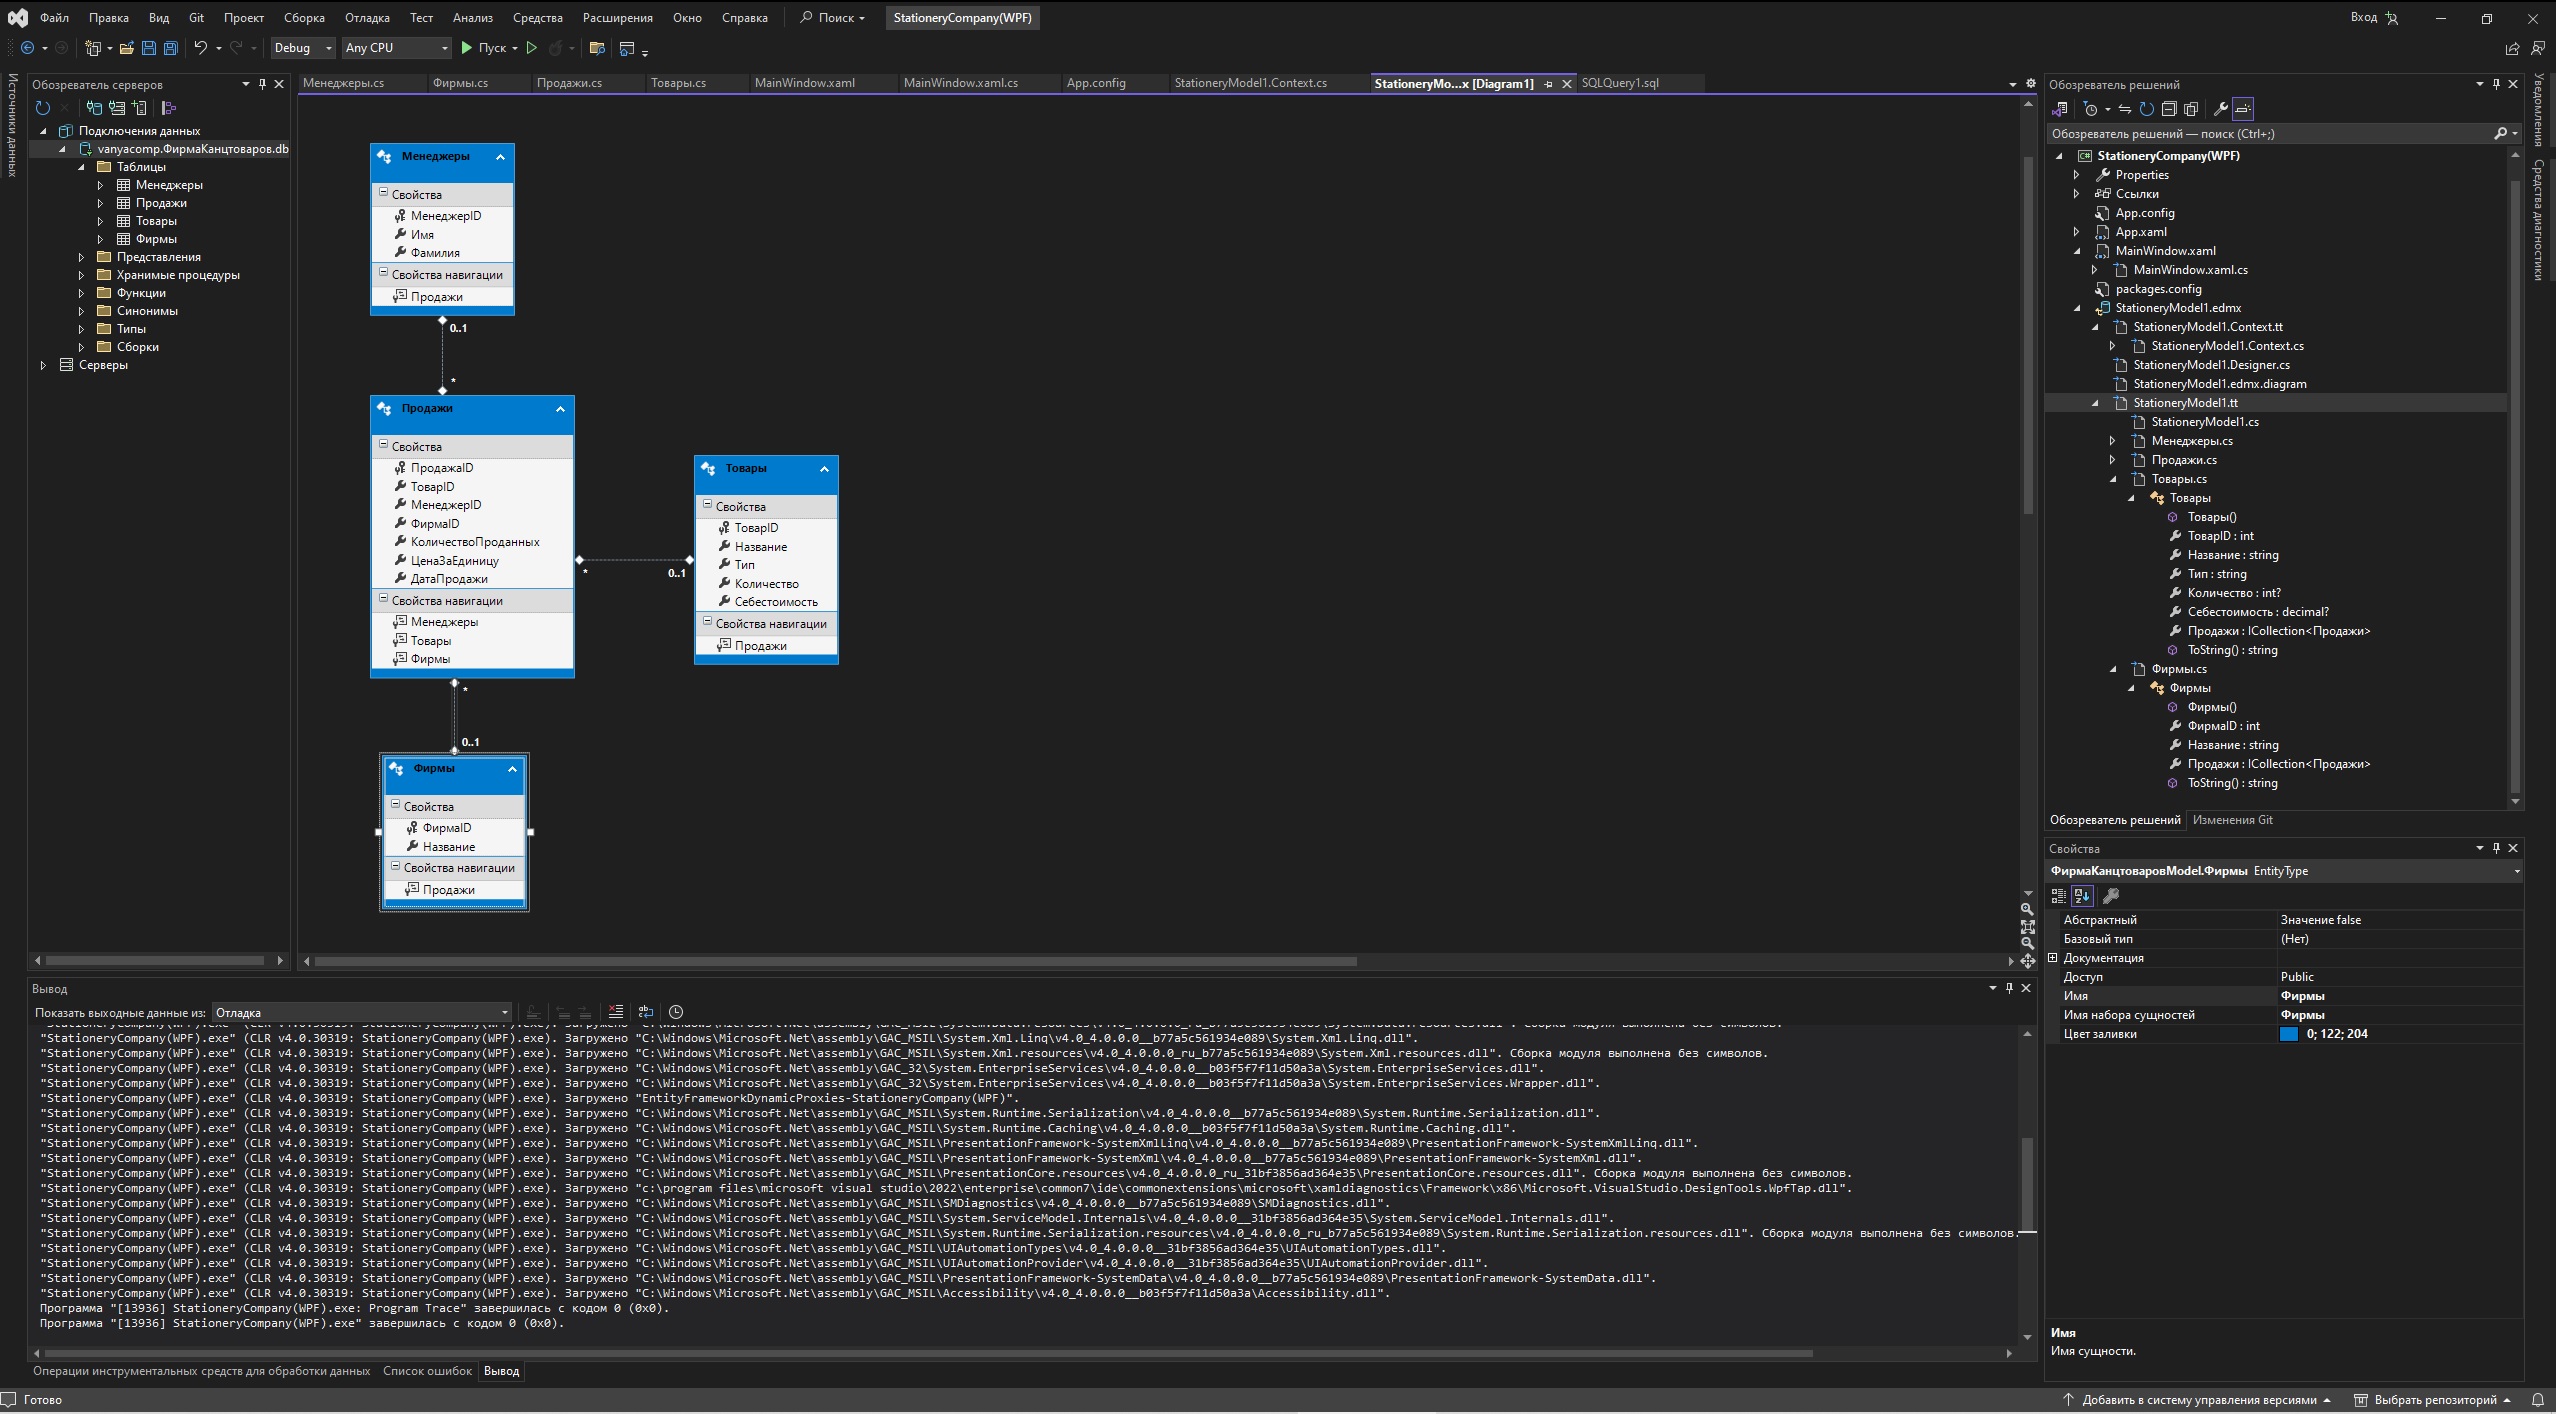 Файл Правка Вид Git Проект Сборка Отладка Тест Анализ Средства Расширения Окно Справка Поиск StationeryCompany(WPF) Вход
Debug Any CPU Пуск
Источники данных
Обозреватель серверов
Подключения данных
vanyacomp.ФирмаКанцтоваров.db
Таблицы
Менеджеры
Продажи
Товары
Фирмы
Представления
Хранимые процедуры
Функции
Синонимы
Типы
Сборки
Серверы
Менеджеры.cs Фирмы.cs Продажи.cs Товары.cs MainWindow.xaml MainWindow.xaml.cs App.config StationeryModel1.Context.cs StationeryMo...x [Diagram1] SQLQuery1.sql
Менеджеры
Свойства
МенеджерID
Имя
Фамилия
Свойства навигации
Продажи
0..1
*
Продажи
Свойства
ПродажаID
ТоварID
МенеджерID
ФирмаID
КоличествоПроданных
ЦенаЗаЕдиницу
ДатаПродажи
Свойства навигации
Менеджеры
Товары
Фирмы
*
0..1
Товары
Свойства
ТоварID
Название
Тип
Количество
Себестоимость
Свойства навигации
Продажи
*
0..1
Фирмы
Свойства
ФирмаID
Название
Свойства навигации
Продажи
Вывод
Показать выходные данные из: Отладка
"StationeryCompany(WPF).exe" (CLR v4.0.30319: StationeryCompany(WPF).exe). Загружено "C:\Windows\Microsoft.Net\assembly\GAC_MSIL\System.Data.resources\v4.0_4.0.0.0_ru_b77a5c561934e089\System.Data.resources.dll". Сборка модуля выполнена без символов.
"StationeryCompany(WPF).exe" (CLR v4.0.30319: StationeryCompany(WPF).exe). Загружено "C:\Windows\Microsoft.Net\assembly\GAC_MSIL\System.Xml.Linq\v4.0_4.0.0.0__b77a5c561934e089\System.Xml.Linq.dll".
"StationeryCompany(WPF).exe" (CLR v4.0.30319: StationeryCompany(WPF).exe). Загружено "C:\Windows\Microsoft.Net\assembly\GAC_MSIL\System.Xml.resources\v4.0_4.0.0.0_ru_b77a5c561934e089\System.Xml.resources.dll". Сборка модуля выполнена без символов.
"StationeryCompany(WPF).exe" (CLR v4.0.30319: StationeryCompany(WPF).exe). Загружено "C:\Windows\Microsoft.Net\assembly\GAC_32\System.EnterpriseServices\v4.0_4.0.0.0__b03f5f7f11d50a3a\System.EnterpriseServices.dll".
"StationeryCompany(WPF).exe" (CLR v4.0.30319: StationeryCompany(WPF).exe). Загружено "C:\Windows\Microsoft.Net\assembly\GAC_32\System.EnterpriseServices\v4.0_4.0.0.0__b03f5f7f11d50a3a\System.EnterpriseServices.Wrapper.dll".
"StationeryCompany(WPF).exe" (CLR v4.0.30319: StationeryCompany(WPF).exe). Загружено "EntityFrameworkDynamicProxies-StationeryCompany(WPF)".
"StationeryCompany(WPF).exe" (CLR v4.0.30319: StationeryCompany(WPF).exe). Загружено "C:\Windows\Microsoft.Net\assembly\GAC_MSIL\System.Runtime.Serialization\v4.0_4.0.0.0__b77a5c561934e089\System.Runtime.Serialization.dll".
"StationeryCompany(WPF).exe" (CLR v4.0.30319: StationeryCompany(WPF).exe). Загружено "C:\Windows\Microsoft.Net\assembly\GAC_MSIL\System.Runtime.Caching\v4.0_4.0.0.0__b03f5f7f11d50a3a\System.Runtime.Caching.dll".
"StationeryCompany(WPF).exe" (CLR v4.0.30319: StationeryCompany(WPF).exe). Загружено "C:\Windows\Microsoft.Net\assembly\GAC_MSIL\PresentationFramework-SystemXmlLinq\v4.0_4.0.0.0__b77a5c561934e089\PresentationFramework-SystemXmlLinq.dll".
"StationeryCompany(WPF).exe" (CLR v4.0.30319: StationeryCompany(WPF).exe). Загружено "C:\Windows\Microsoft.Net\assembly\GAC_MSIL\PresentationFramework-SystemXml\v4.0_4.0.0.0__b77a5c561934e089\PresentationFramework-SystemXml.dll".
"StationeryCompany(WPF).exe" (CLR v4.0.30319: StationeryCompany(WPF).exe). Загружено "C:\Windows\Microsoft.Net\assembly\GAC_MSIL\PresentationCore.resources\v4.0_4.0.0.0_ru_31bf3856ad364e35\PresentationCore.resources.dll". Сборка модуля выполнена без символов.
"StationeryCompany(WPF).exe" (CLR v4.0.30319: StationeryCompany(WPF).exe). Загружено "c:\program files\microsoft visual studio\2022\enterprise\common7\ide\commonextensions\microsoft\xamldiagnostics\Framework\x86\Microsoft.VisualStudio.DesignTools.WpfTap.dll".
"StationeryCompany(WPF).exe" (CLR v4.0.30319: StationeryCompany(WPF).exe). Загружено "C:\Windows\Microsoft.Net\assembly\GAC_MSIL\SMDiagnostics\v4.0_4.0.0.0__b77a5c561934e089\SMDiagnostics.dll".
"StationeryCompany(WPF).exe" (CLR v4.0.30319: StationeryCompany(WPF).exe). Загружено "C:\Windows\Microsoft.Net\assembly\GAC_MSIL\System.ServiceModel.Internals\v4.0_4.0.0.0__31bf3856ad364e35\System.ServiceModel.Internals.dll".
"StationeryCompany(WPF).exe" (CLR v4.0.30319: StationeryCompany(WPF).exe). Загружено "C:\Windows\Microsoft.Net\assembly\GAC_MSIL\System.Runtime.Serialization.resources\v4.0_4.0.0.0_ru_b77a5c561934e089\System.Runtime.Serialization.resources.dll". Сборка модуля выполнена без символов.
"StationeryCompany(WPF).exe" (CLR v4.0.30319: StationeryCompany(WPF).exe). Загружено "C:\Windows\Microsoft.Net\assembly\GAC_MSIL\UIAutomationTypes\v4.0_4.0.0.0__31bf3856ad364e35\UIAutomationTypes.dll".
"StationeryCompany(WPF).exe" (CLR v4.0.30319: StationeryCompany(WPF).exe). Загружено "C:\Windows\Microsoft.Net\assembly\GAC_MSIL\UIAutomationProvider\v4.0_4.0.0.0__31bf3856ad364e35\UIAutomationProvider.dll".
"StationeryCompany(WPF).exe" (CLR v4.0.30319: StationeryCompany(WPF).exe). Загружено "C:\Windows\Microsoft.Net\assembly\GAC_MSIL\PresentationFramework-SystemData\v4.0_4.0.0.0__b77a5c561934e089\PresentationFramework-SystemData.dll".
"StationeryCompany(WPF).exe" (CLR v4.0.30319: StationeryCompany(WPF).exe). Загружено "C:\Windows\Microsoft.Net\assembly\GAC_MSIL\Accessibility\v4.0_4.0.0.0__b03f5f7f11d50a3a\Accessibility.dll".
Программа "[13936] StationeryCompany(WPF).exe: Program Trace" завершилась с кодом 0 (0x0).
Программа "[13936] StationeryCompany(WPF).exe" завершилась с кодом 0 (0x0).
Операции инструментальных средств для обработки данных Список ошибок Вывод
Обозреватель решений
Обозреватель решений — поиск (Ctrl+;)
StationeryCompany(WPF)
Properties
Ссылки
App.config
App.xaml
MainWindow.xaml
MainWindow.xaml.cs
packages.config
StationeryModel1.edmx
StationeryModel1.Context.tt
StationeryModel1.Context.cs
StationeryModel1.Designer.cs
StationeryModel1.edmx.diagram
StationeryModel1.tt
StationeryModel1.cs
Менеджеры.cs
Продажи.cs
Товары.cs
Товары
Товары()
ТоварID : int
Название : string
Тип : string
Количество : int?
Себестоимость : decimal?
Продажи : ICollection<Продажи>
ToString() : string
Фирмы.cs
Фирмы
Фирмы()
ФирмаID : int
Название : string
Продажи : ICollection<Продажи>
ToString() : string
Обозреватель решений Изменения Git
Свойства
ФирмаКанцтоваровModel.Фирмы EntityType
Абстрактный Значение false
Базовый тип (Нет)
Документация
Доступ Public
Имя Фирмы
Имя набора сущностей Фирмы
Цвет заливки 0; 122; 204
Имя
Имя сущности.
Уведомления
Средства диагностики
Готово Добавить в систему управления версиями Выбрать репозиторий